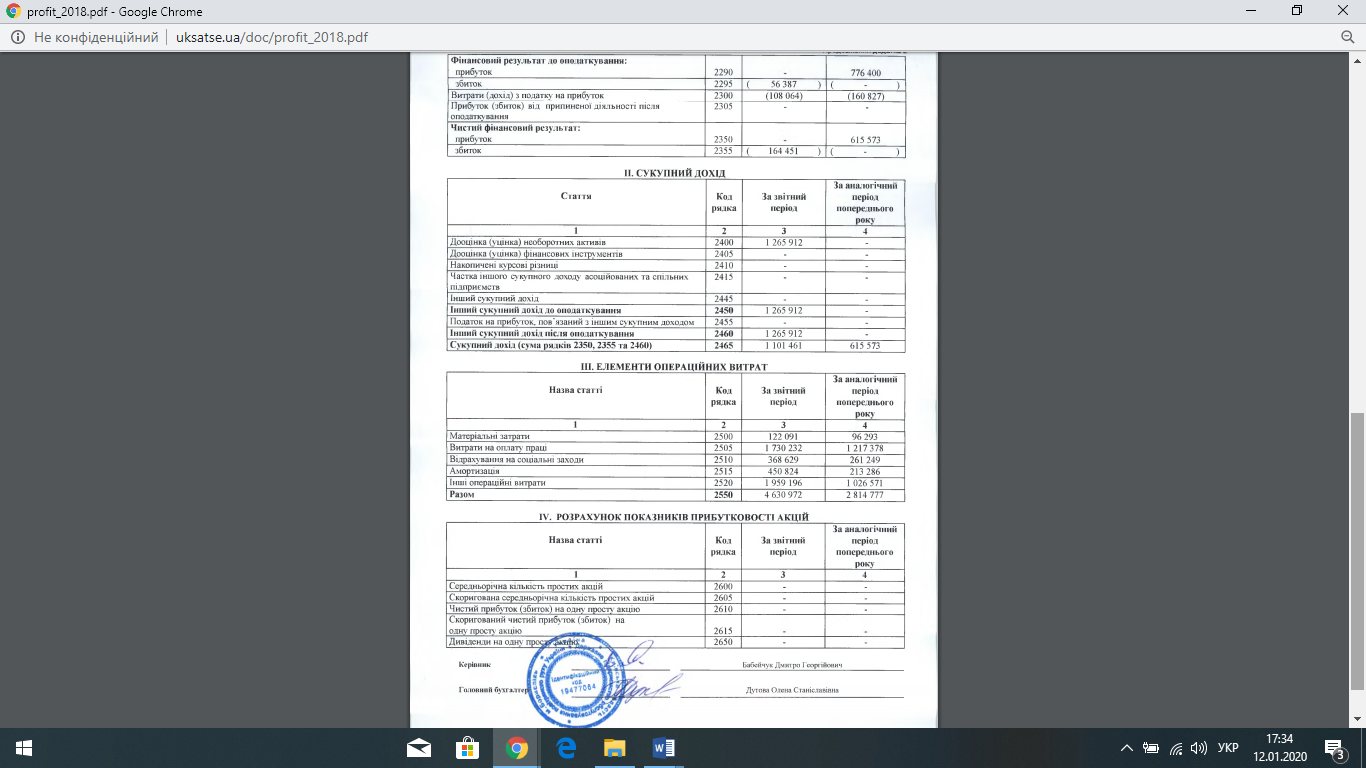 profit_2018.pdf - Google Chrome
Не конфіденційний | uksatse.ua/doc/profit_2018.pdf
Фінансовий результат до оподаткування:
прибуток 2290 - 776 400
збиток 2295 ( 56 387 ) ( - )
Витрати (дохід) з податку на прибуток 2300 (108 064) (160 827)
Прибуток (збиток) від припиненої діяльності після 2305 - -
оподаткування
Чистий фінансовий результат:
прибуток 2350 - 615 573
збиток 2355 ( 164 451 ) ( - )
ІІ. СУКУПНИЙ ДОХІД
Стаття Код рядка За звітний період За аналогічний період попереднього року
1 2 3 4
Дооцінка (уцінка) необоротних активів 2400 1 265 912 -
Дооцінка (уцінка) фінансових інструментів 2405 - -
Накопичені курсові різниці 2410 - -
Частка іншого сукупного доходу асоційованих та спільних 2415 - -
підприємств
Інший сукупний дохід 2445 - -
Інший сукупний дохід до оподаткування 2450 1 265 912 -
Податок на прибуток, пов'язаний з іншим сукупним доходом 2455 - -
Інший сукупний дохід після оподаткування 2460 1 265 912 -
Сукупний дохід (сума рядків 2350, 2355 та 2460) 2465 1 101 461 615 573
ІІІ. ЕЛЕМЕНТИ ОПЕРАЦІЙНИХ ВИТРАТ
Назва статті Код рядка За звітний період За аналогічний період попереднього року
1 2 3 4
Матеріальні затрати 2500 122 091 96 293
Витрати на оплату праці 2505 1 730 232 1 217 378
Відрахування на соціальні заходи 2510 368 629 261 249
Амортизація 2515 450 824 213 286
Інші операційні витрати 2520 1 959 196 1 026 571
Разом 2550 4 630 972 2 814 777
IV. РОЗРАХУНОК ПОКАЗНИКІВ ПРИБУТКОВОСТІ АКЦІЙ
Назва статті Код рядка За звітний період За аналогічний період попереднього року
1 2 3 4
Середньорічна кількість простих акцій 2600 - -
Скоригована середньорічна кількість простих акцій 2605 - -
Чистий прибуток (збиток) на одну просту акцію 2610 - -
Скоригований чистий прибуток (збиток) на
одну просту акцію 2615 - -
Дивіденди на одну просту акцію 2650 - -
Керівник Бабейчук Дмитро Георгійович
Головний бухгалтер Дутова Олена Станіславівна
Ідентифікаційний
код
19477064
УКР
17:34
12.01.2020
3